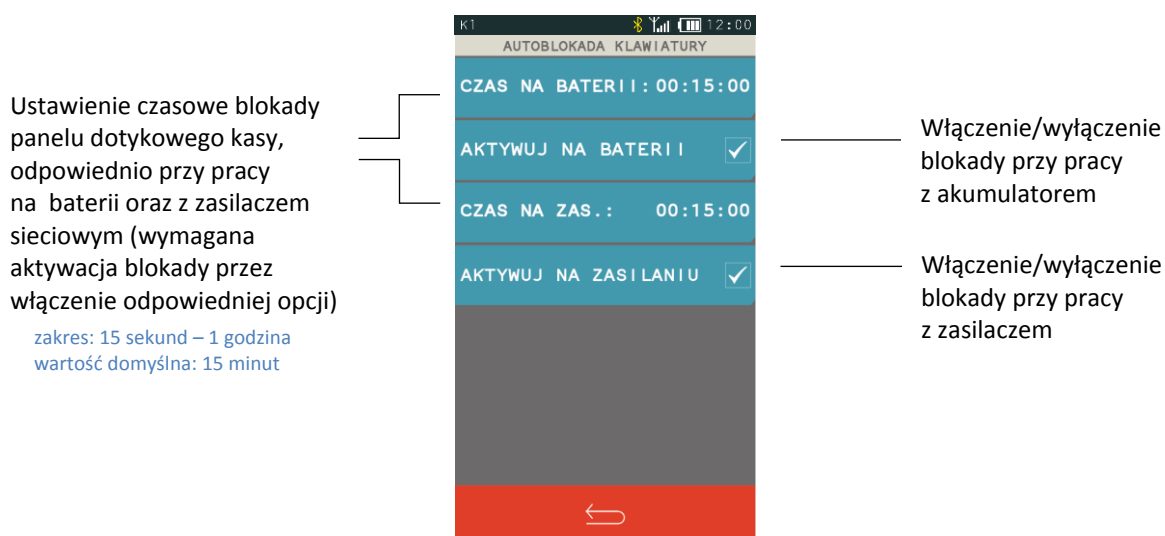 Ustawienie czasowe blokady
panelu dotykowego kasy,
odpowiednio przy pracy
na baterii oraz z zasilaczem
sieciowym (wymagana
aktywacja blokady przez
włączenie odpowiedniej opcji)
zakres: 15 sekund – 1 godzina
wartość domyślna: 15 minut
K1 12:00
AUTOBLOKADA KLAWIATURY
CZAS NA BATERII: 00:15:00
AKTYWUJ NA BATERII
CZAS NA ZAS.: 00:15:00
AKTYWUJ NA ZASILANIU
Włączenie/wyłączenie
blokady przy pracy
z akumulatorem
Włączenie/wyłączenie
blokady przy pracy
z zasilaczem